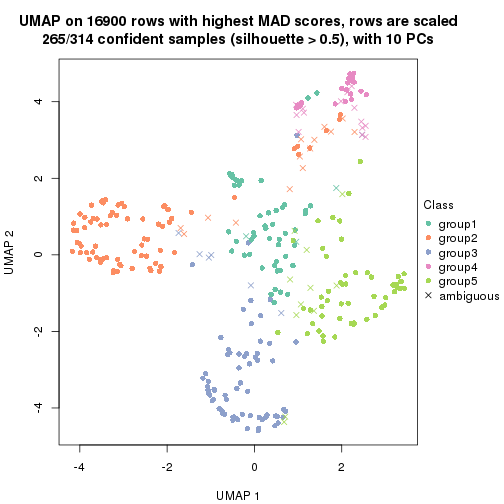 UMAP on 16900 rows with highest MAD scores, rows are scaled
265/314 confident samples (silhouette > 0.5), with 10 PCs
UMAP 2
4
2
0
-2
-4
-4
-2
0
2
UMAP 1
Class
group1
group2
group3
group4
group5
ambiguous